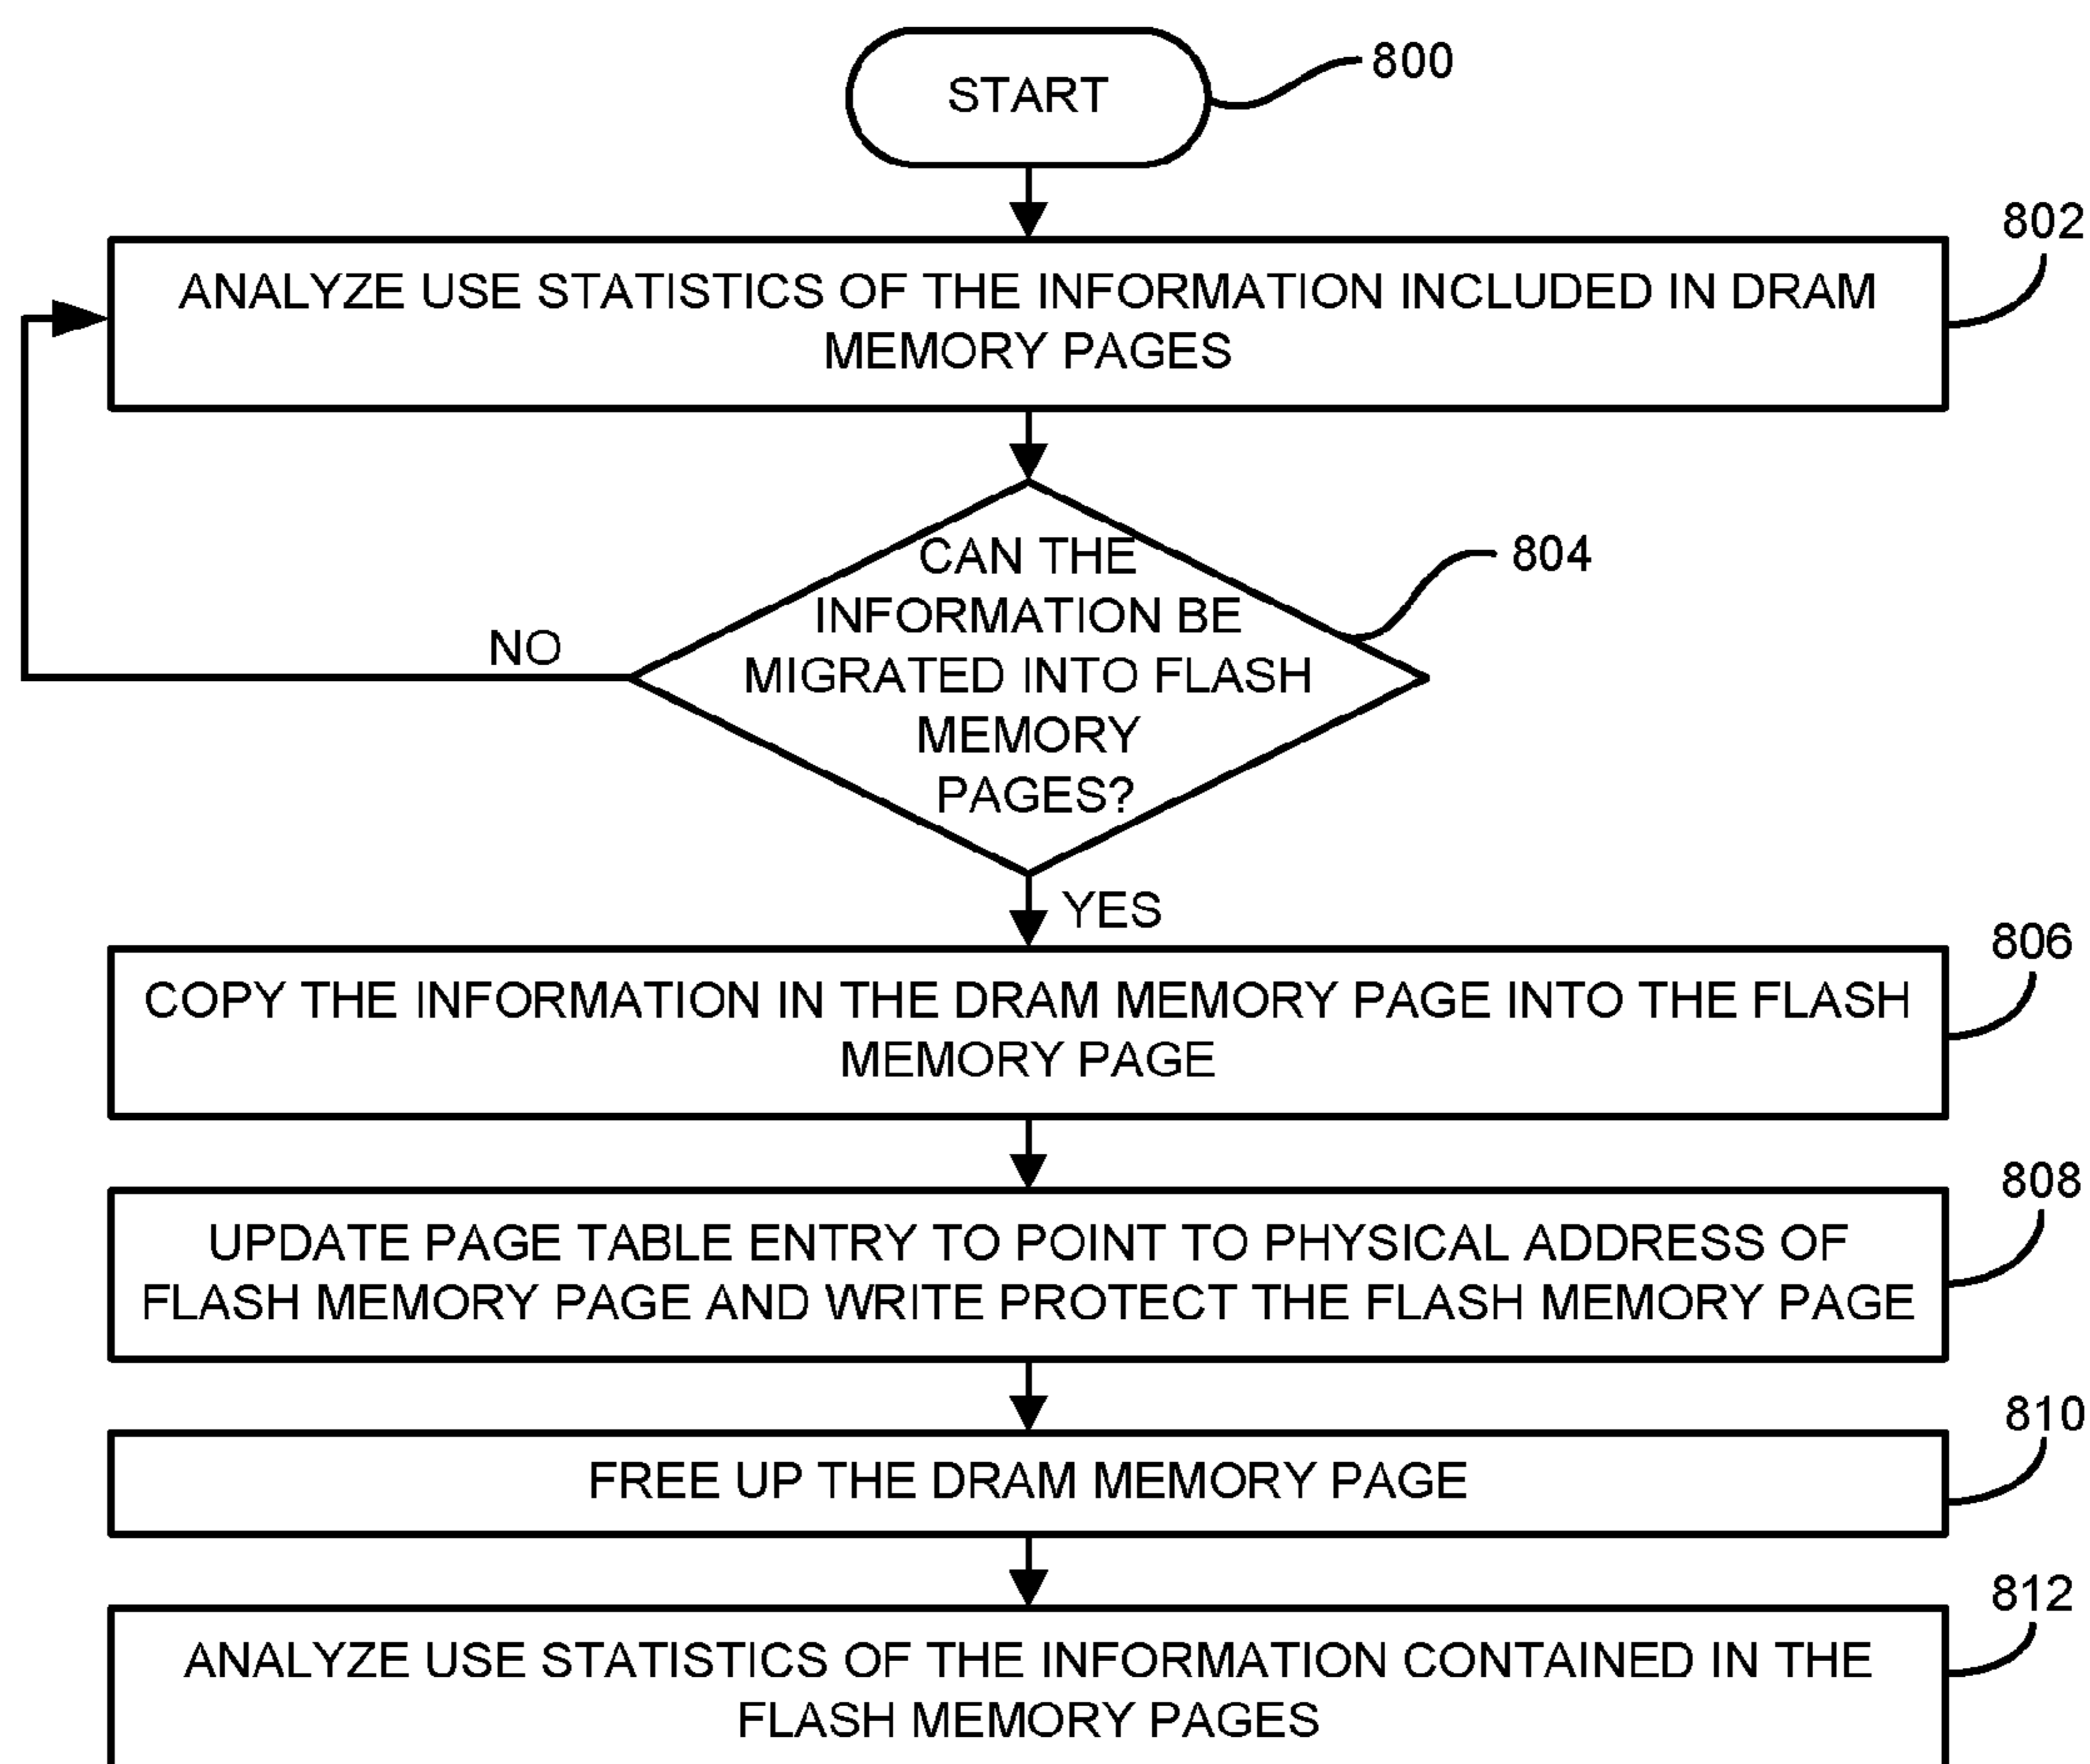 START
800
802
ANALYZE USE STATISTICS OF THE INFORMATION INCLUDED IN DRAM
MEMORY PAGES
CAN THE
INFORMATION BE
MIGRATED INTO FLASH
MEMORY
PAGES?
804
NO
YES
806
COPY THE INFORMATION IN THE DRAM MEMORY PAGE INTO THE FLASH
MEMORY PAGE
808
UPDATE PAGE TABLE ENTRY TO POINT TO PHYSICAL ADDRESS OF
FLASH MEMORY PAGE AND WRITE PROTECT THE FLASH MEMORY PAGE
810
FREE UP THE DRAM MEMORY PAGE
812
ANALYZE USE STATISTICS OF THE INFORMATION CONTAINED IN THE
FLASH MEMORY PAGES